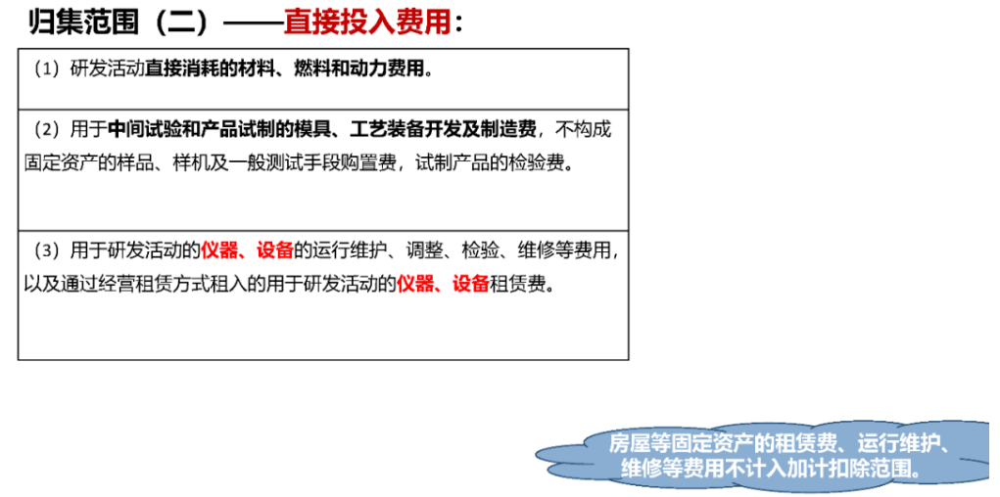 归集范围（二）——直接投入费用：
（1）研发活动直接消耗的材料、燃料和动力费用。
（2）用于中间试验和产品试制的模具、工艺装备开发及制造费，不构成
固定资产的样品、样机及一般测试手段购置费，试制产品的检验费。
（3）用于研发活动的仪器、设备的运行维护、调整、检验、维修等费用，
以及通过经营租赁方式租入的用于研发活动的仪器、设备租赁费。
房屋等固定资产的租赁费、运行维护、
维修等费用不计入加计扣除范围。